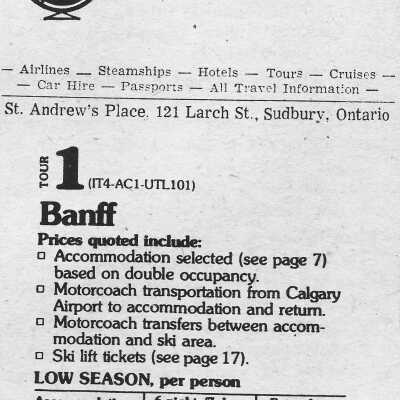 — Airlines — Steamships — Hotels — Tours — Cruises —
— Car Hire — Passports — All Travel Information —
St. Andrew's Place. 121 Larch St., Sudbury, Ontario
TOUR 1 (IT4-AC1-UTL101)
Banff
Prices quoted include:
□ Accommodation selected (see page 7)
based on double occupancy.
□ Motorcoach transportation from Calgary
Airport to accommodation and return.
□ Motorcoach transfers between accom-
modation and ski area.
□ Ski lift tickets (see page 17).
LOW SEASON, per person